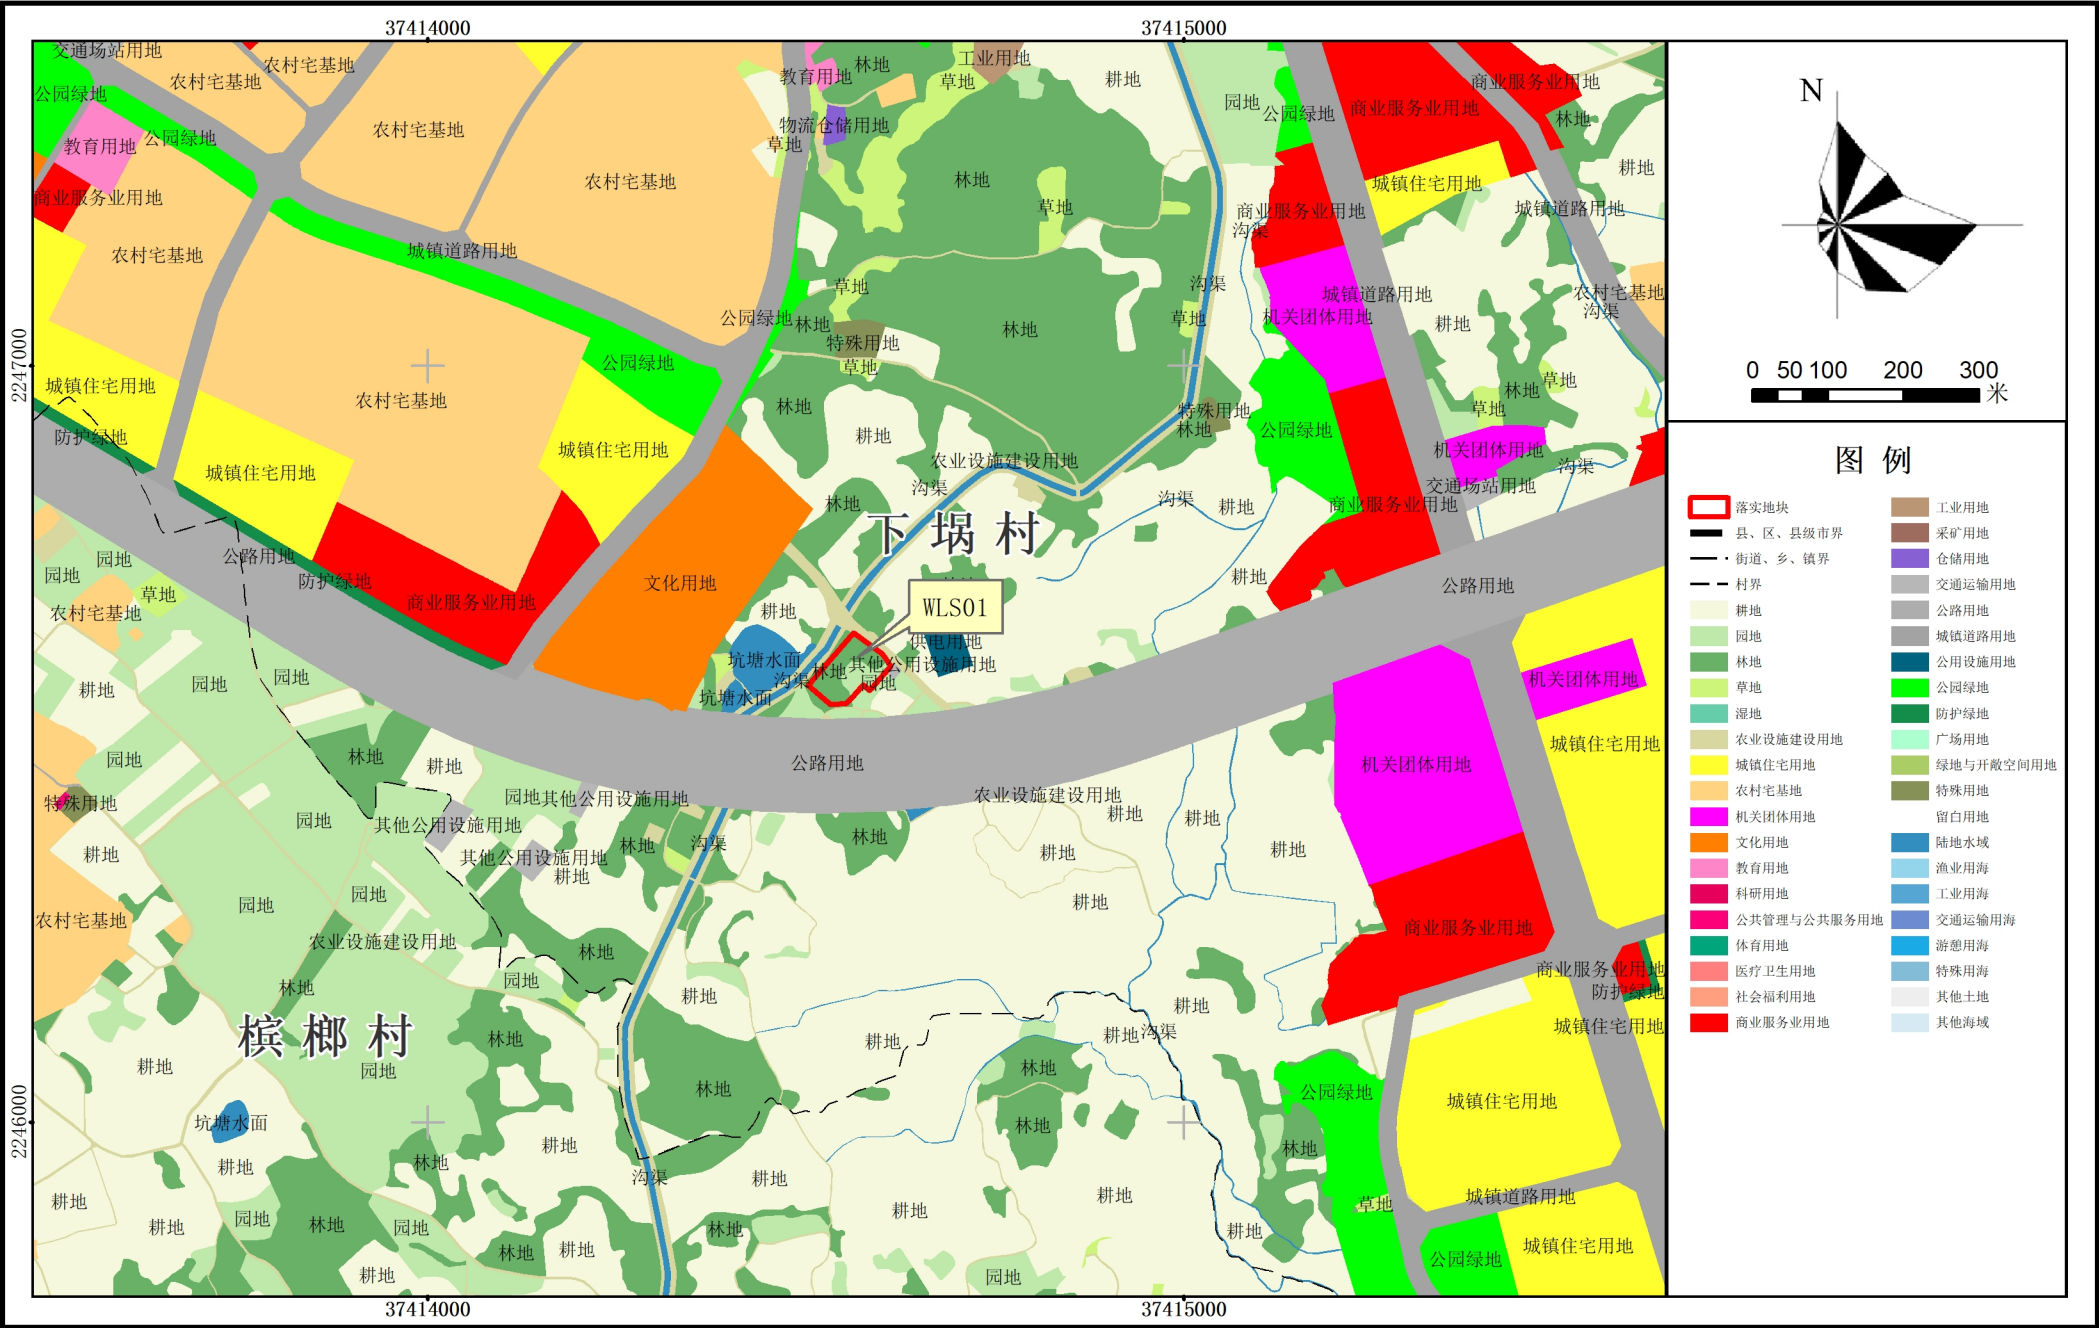 37414000
37415000
交通场站用地
农村宅基地
农村宅基地
公园绿地
教育用地
公园绿地
农村宅基地
商业服务业用地
农村宅基地
农村宅基地
城镇道路用地
教育用地
林地
草地
工业用地
耕地
物流仓储用地
草地
林地
草地
园地
公园绿地
商业服务业用地
商业服务业用地
林地
耕地
城镇住宅用地
城镇道路用地
商业服务业用地
沟渠
沟渠
草地
城镇道路用地
机关团体用地
农村宅基地
沟渠
耕地
草地
公园绿地
林地
特殊用地
草地
林地
林地
2247000
城镇住宅用地
农村宅基地
公园绿地
防护绿地
城镇住宅用地
城镇住宅用地
耕地
特殊用地
林地
公园绿地
林地
草地
草地
机关团体用地
沟渠
交通场站用地
商业服务业用地
农业设施建设用地
沟渠
沟渠
耕地
林地
下埚村
园地
园地
公路用地
防护绿地
草地
农村宅基地
商业服务业用地
文化用地
耕地
WLS01
耕地
公路用地
供电用地
坑塘水面
林地
其他公用设施用地
沟渠
园地
坑塘水面
耕地
园地
园地
机关团体用地
城镇住宅用地
园地
林地
耕地
公路用地
机关团体用地
特殊用地
园地
其他公用设施用地
农业设施建设用地
耕地
耕地
园地
其他公用设施用地
其他公用设施用地
耕地
林地
沟渠
林地
耕地
耕地
耕地
农村宅基地
园地
园地
耕地
商业服务业用地
农业设施建设用地
林地
园地
林地
耕地
耕地
商业服务业用地
防护绿地
城镇住宅用地
槟榔村
林地
耕地
耕地
沟渠
耕地
园地
林地
林地
公园绿地
城镇住宅用地
2246000
坑塘水面
耕地
林地
耕地
林地
林地
沟渠
耕地
耕地
耕地
耕地
草地
城镇道路用地
耕地
园地
林地
园地
林地
耕地
林地
耕地
耕地
园地
公园绿地
城镇住宅用地
37414000
37415000
N
0 50 100 200 300
米
图例
落实地块
县、区、县级市界
街道、乡、镇界
村界
耕地
园地
林地
草地
湿地
农业设施建设用地
城镇住宅用地
农村宅基地
机关团体用地
文化用地
教育用地
科研用地
公共管理与公共服务用地
体育用地
医疗卫生用地
社会福利用地
商业服务业用地
工业用地
采矿用地
仓储用地
交通运输用地
公路用地
城镇道路用地
公用设施用地
公园绿地
防护绿地
广场用地
绿地与开敞空间用地
特殊用地
留白用地
陆地水域
渔业用海
工业用海
交通运输用海
游憩用海
特殊用海
其他土地
其他海域